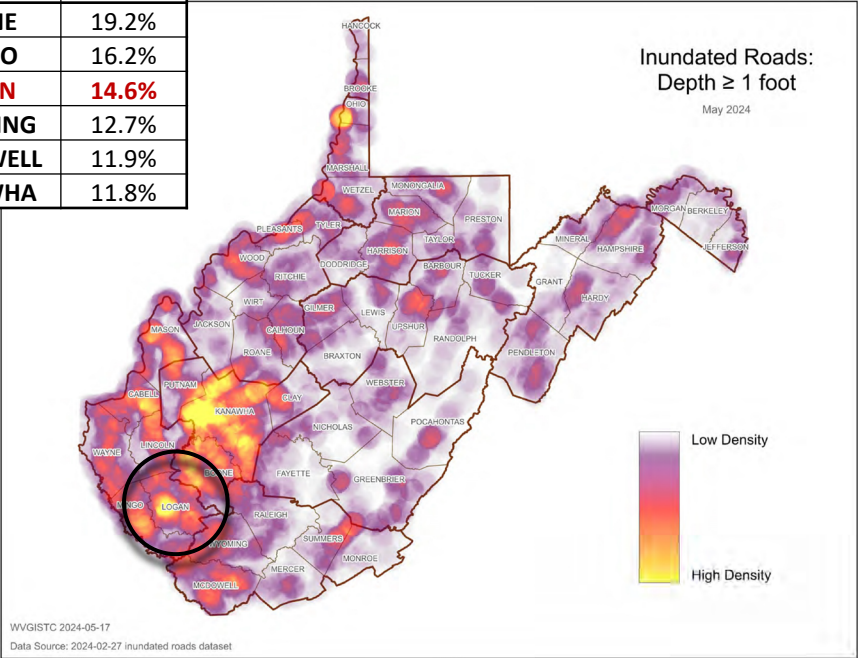 NE 19.2%
O 16.2%
N 14.6%
ING 12.7%
WELL 11.9%
WHA 11.8%
Inundated Roads:
Depth ≥ 1 foot
May 2024
HANCOCK
BROOKE
OHIO
MARSHALL
WETZEL
MONONGALIA
MARION
PRESTON
TYLER
PLEASANTS
TAYLOR
HARRISON
WOOD
DODDRIDGE
BARBOUR
RITCHIE
TUCKER
WIRT
GILMER
LEWIS
UPSHUR
RANDOLPH
CALHOUN
JACKSON
MASON
ROANE
BRAXTON
MORGAN
BERKELEY
JEFFERSON
MINERAL
HAMPSHIRE
GRANT
HARDY
PENDLETON
PUTNAM
CABELL
KANAWHA
CLAY
WEBSTER
NICHOLAS
POCAHONTAS
WAYNE
LINCOLN
BOONE
FAYETTE
GREENBRIER
MINGO
LOGAN
RALEIGH
WYOMING
SUMMERS
MONROE
MERCER
MCDOWELL
Low Density
High Density
WVGISTC 2024-05-17
Data Source: 2024-02-27 inundated roads dataset